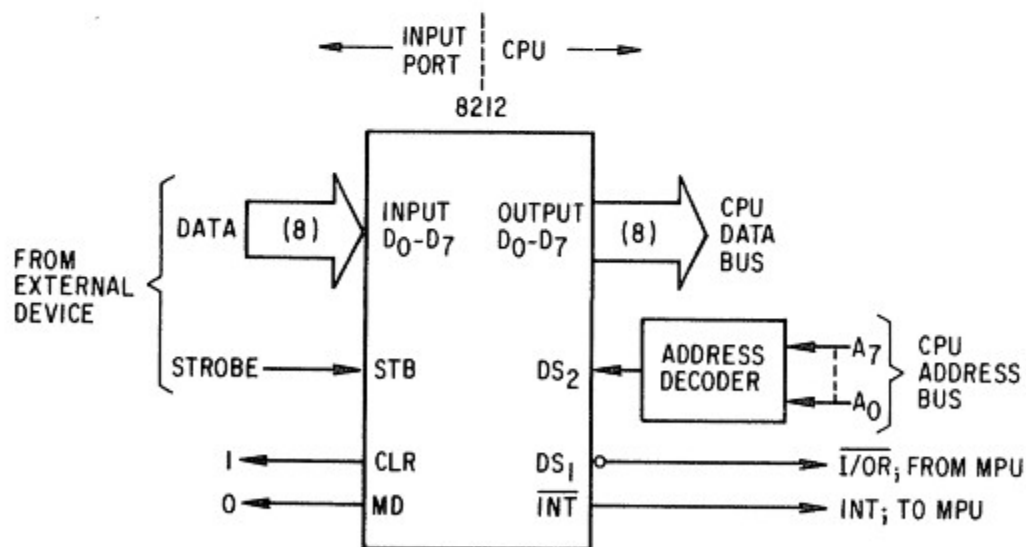 INPUT PORT
CPU
8212
FROM EXTERNAL DEVICE
DATA
(8)
INPUT D0-D7
OUTPUT D0-D7
(8)
CPU DATA BUS
STROBE
STB
DS2
ADDRESS DECODER
A7
A0
CPU ADDRESS BUS
1
CLR
DS1
I/OR; FROM MPU
0
MD
INT
INT; TO MPU